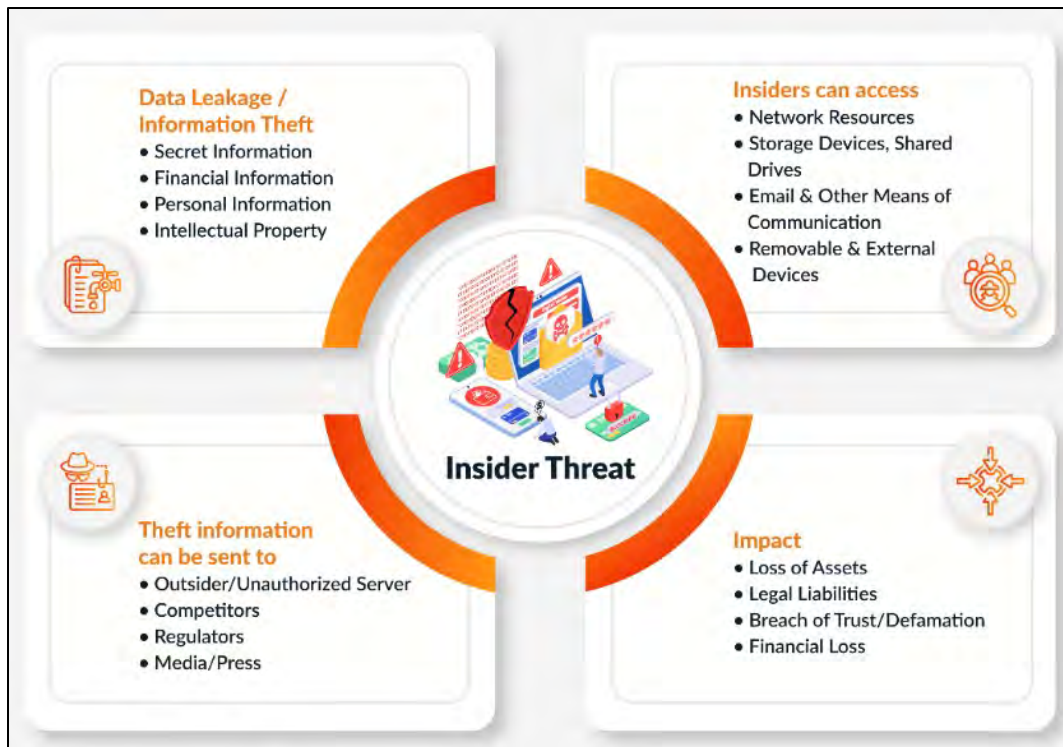 Data Leakage /
Information Theft
• Secret Information
• Financial Information
• Personal Information
• Intellectual Property
Insiders can access
• Network Resources
• Storage Devices, Shared
Drives
• Email & Other Means of
Communication
• Removable & External
Devices
Insider Threat
Theft information
can be sent to
• Outsider/Unauthorized Server
• Competitors
• Regulators
• Media/Press
Impact
• Loss of Assets
• Legal Liabilities
• Breach of Trust/Defamation
• Financial Loss